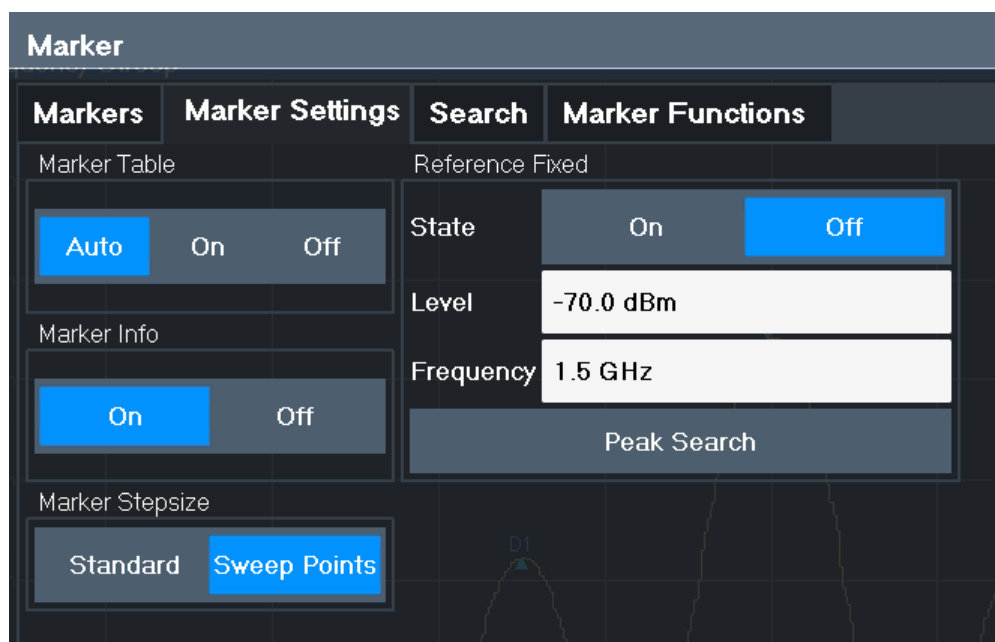 Marker
Markers Marker Settings Search Marker Functions
Marker Table
Auto On Off
Marker Info
On Off
Marker Stepsize
Standard Sweep Points
Reference Fixed
State On Off
Level -70.0 dBm
Frequency 1.5 GHz
Peak Search
D1